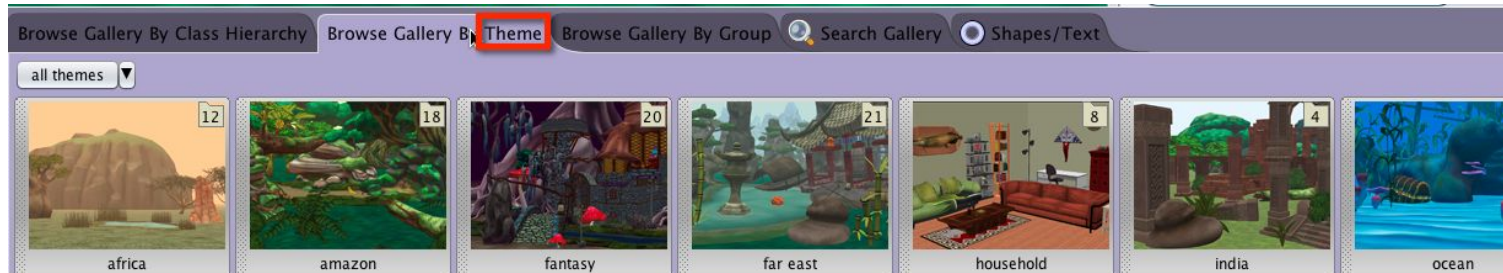 Browse Gallery By Class Hierarchy Browse Gallery By Theme Browse Gallery By Group Search Gallery Shapes/Text
all themes
12 18 20 21 8 4
africa amazon fantasy far east household india ocean